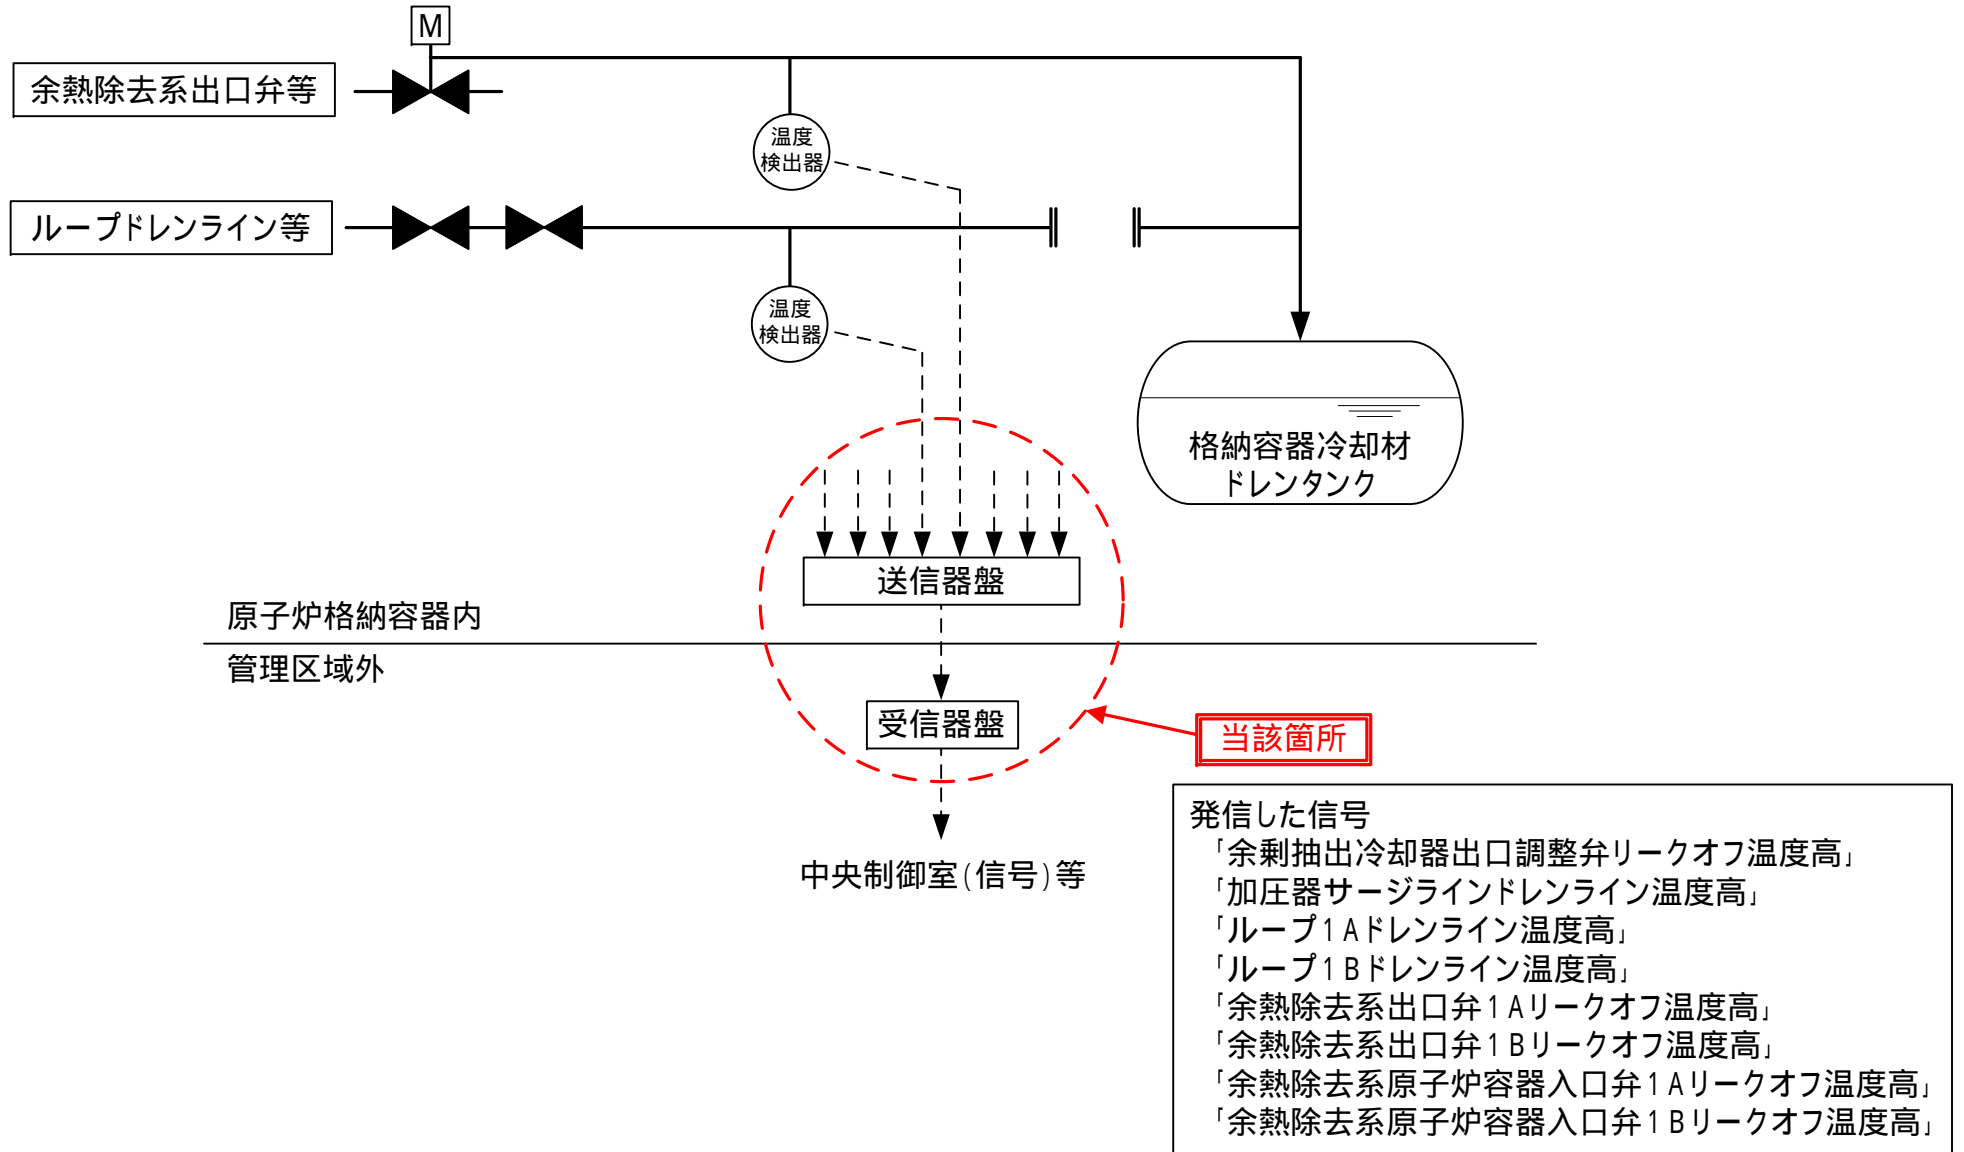 M
余熱除去系出口弁等
温度
検出器
ループドレンライン等
温度
検出器
格納容器冷却材
ドレンタンク
送信器盤
原子炉格納容器内
管理区域外
受信器盤
当該箇所
中央制御室(信号)等
発信した信号
「余剰抽出冷却器出口調整弁リークオフ温度高」
「加圧器サージラインドレンライン温度高」
「ループ1Aドレンライン温度高」
「ループ1Bドレンライン温度高」
「余熱除去系出口弁1Aリークオフ温度高」
「余熱除去系出口弁1Bリークオフ温度高」
「余熱除去系原子炉容器入口弁1Aリークオフ温度高」
「余熱除去系原子炉容器入口弁1Bリークオフ温度高」